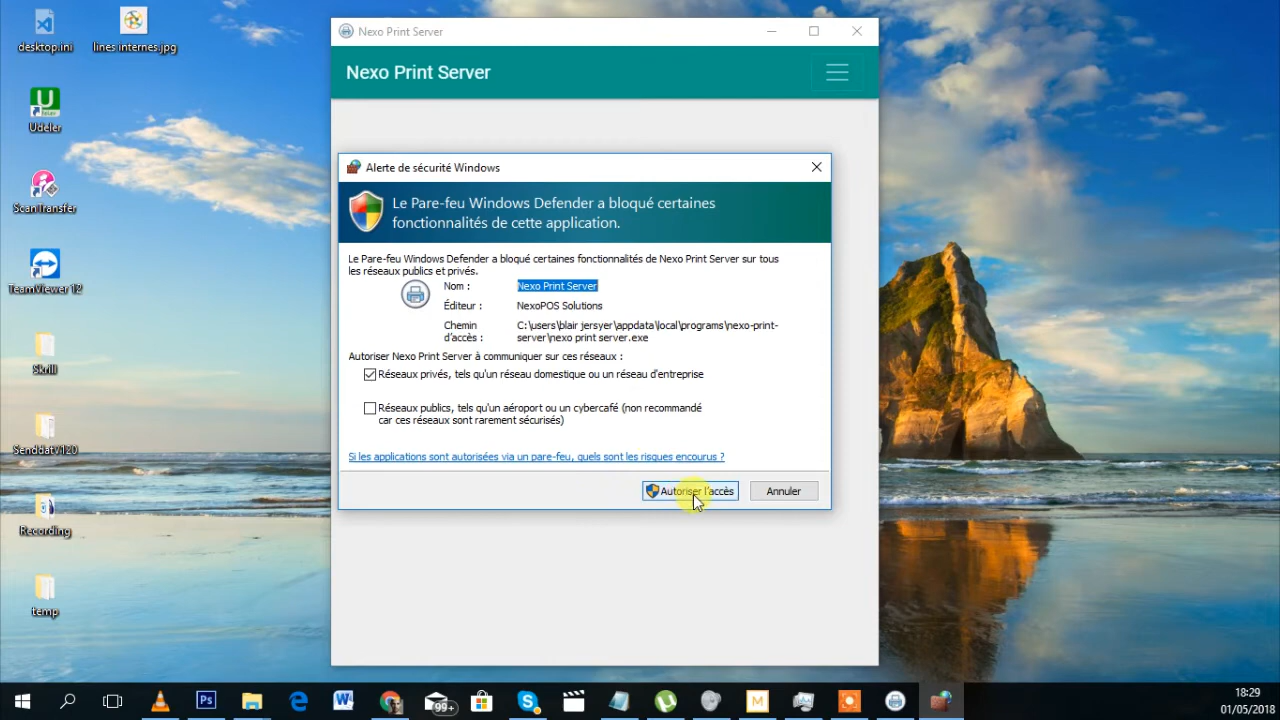 desktop.ini
lines internes.jpg
Udeler
ScanTransfer
TeamViewer 12
Skrill
SenddatV120
Recording
temp
Nexo Print Server
Nexo Print Server
Alerte de sécurité Windows
Le Pare-feu Windows Defender a bloqué certaines
fonctionnalités de cette application.
Le Pare-feu Windows Defender a bloqué certaines fonctionnalités de Nexo Print Server sur tous
les réseaux publics et privés.
Nom : Nexo Print Server
Éditeur : NexoPOS Solutions
Chemin C:\users\blair jersyer\appdata\local\programs\nexo-print-
d'accès : server\nexo print server.exe
Autoriser Nexo Print Server à communiquer sur ces réseaux :
Réseaux privés, tels qu'un réseau domestique ou un réseau d'entreprise
Réseaux publics, tels qu'un aéroport ou un cybercafé (non recommandé
car ces réseaux sont rarement sécurisés)
Si les applications sont autorisées via un pare-feu, quels sont les risques encourus ?
Autoriser l'accès Annuler
Ps
99+
18:29
01/05/2018